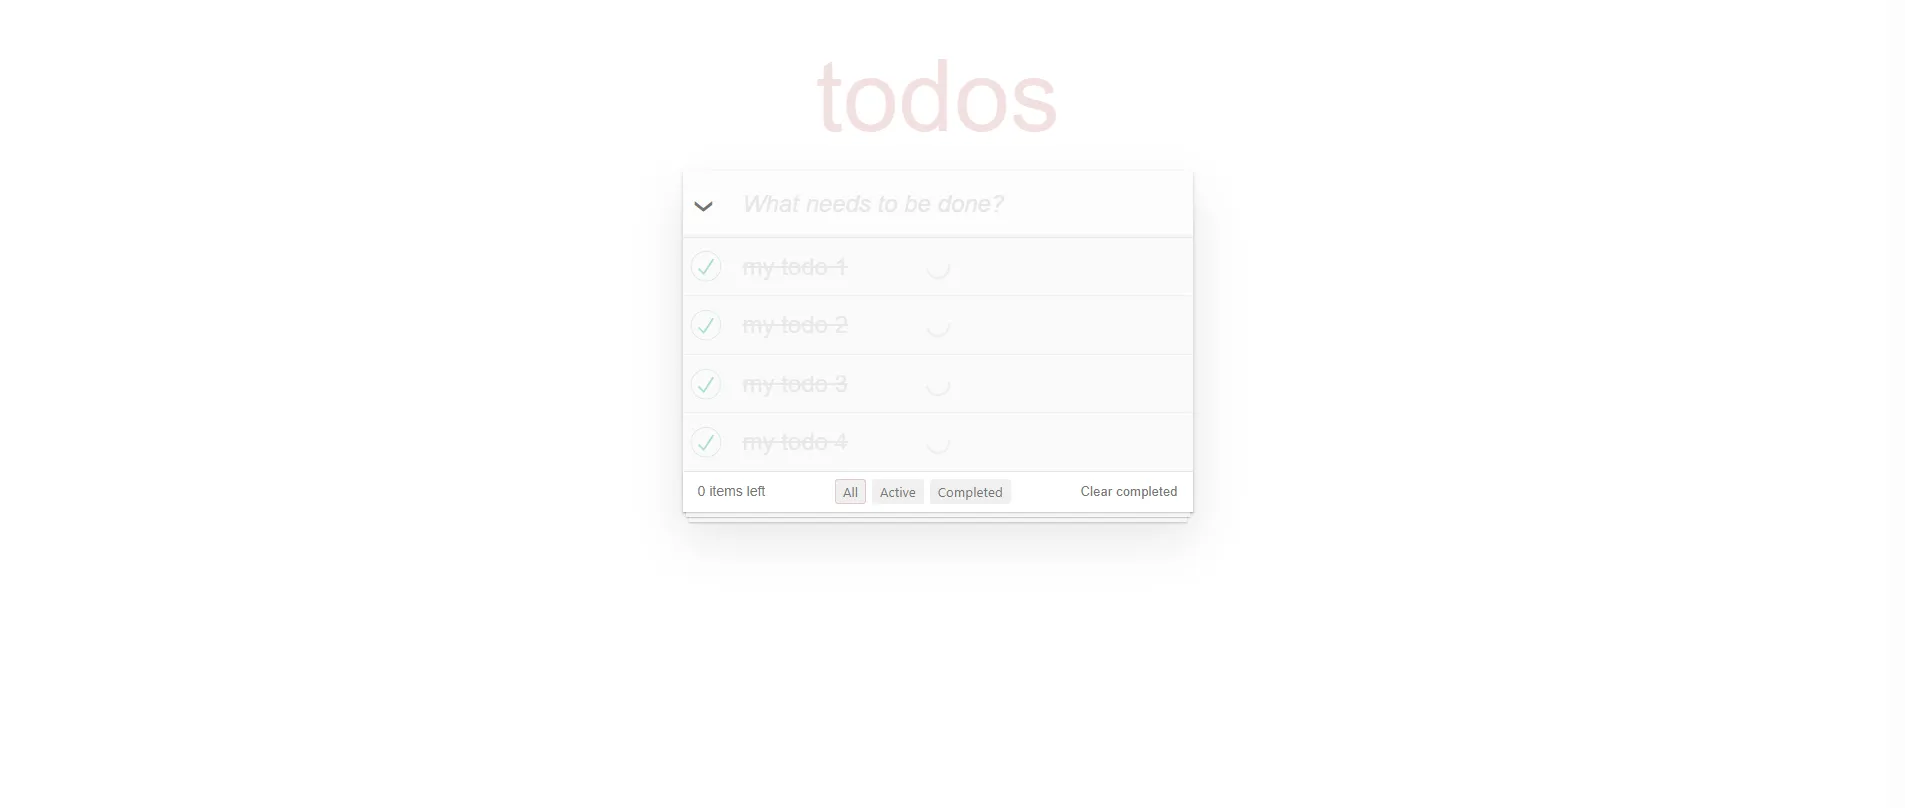 todos
What needs to be done?
my todo 1
my todo 2
my todo 3
my todo 4
0 items left All Active Completed Clear completed